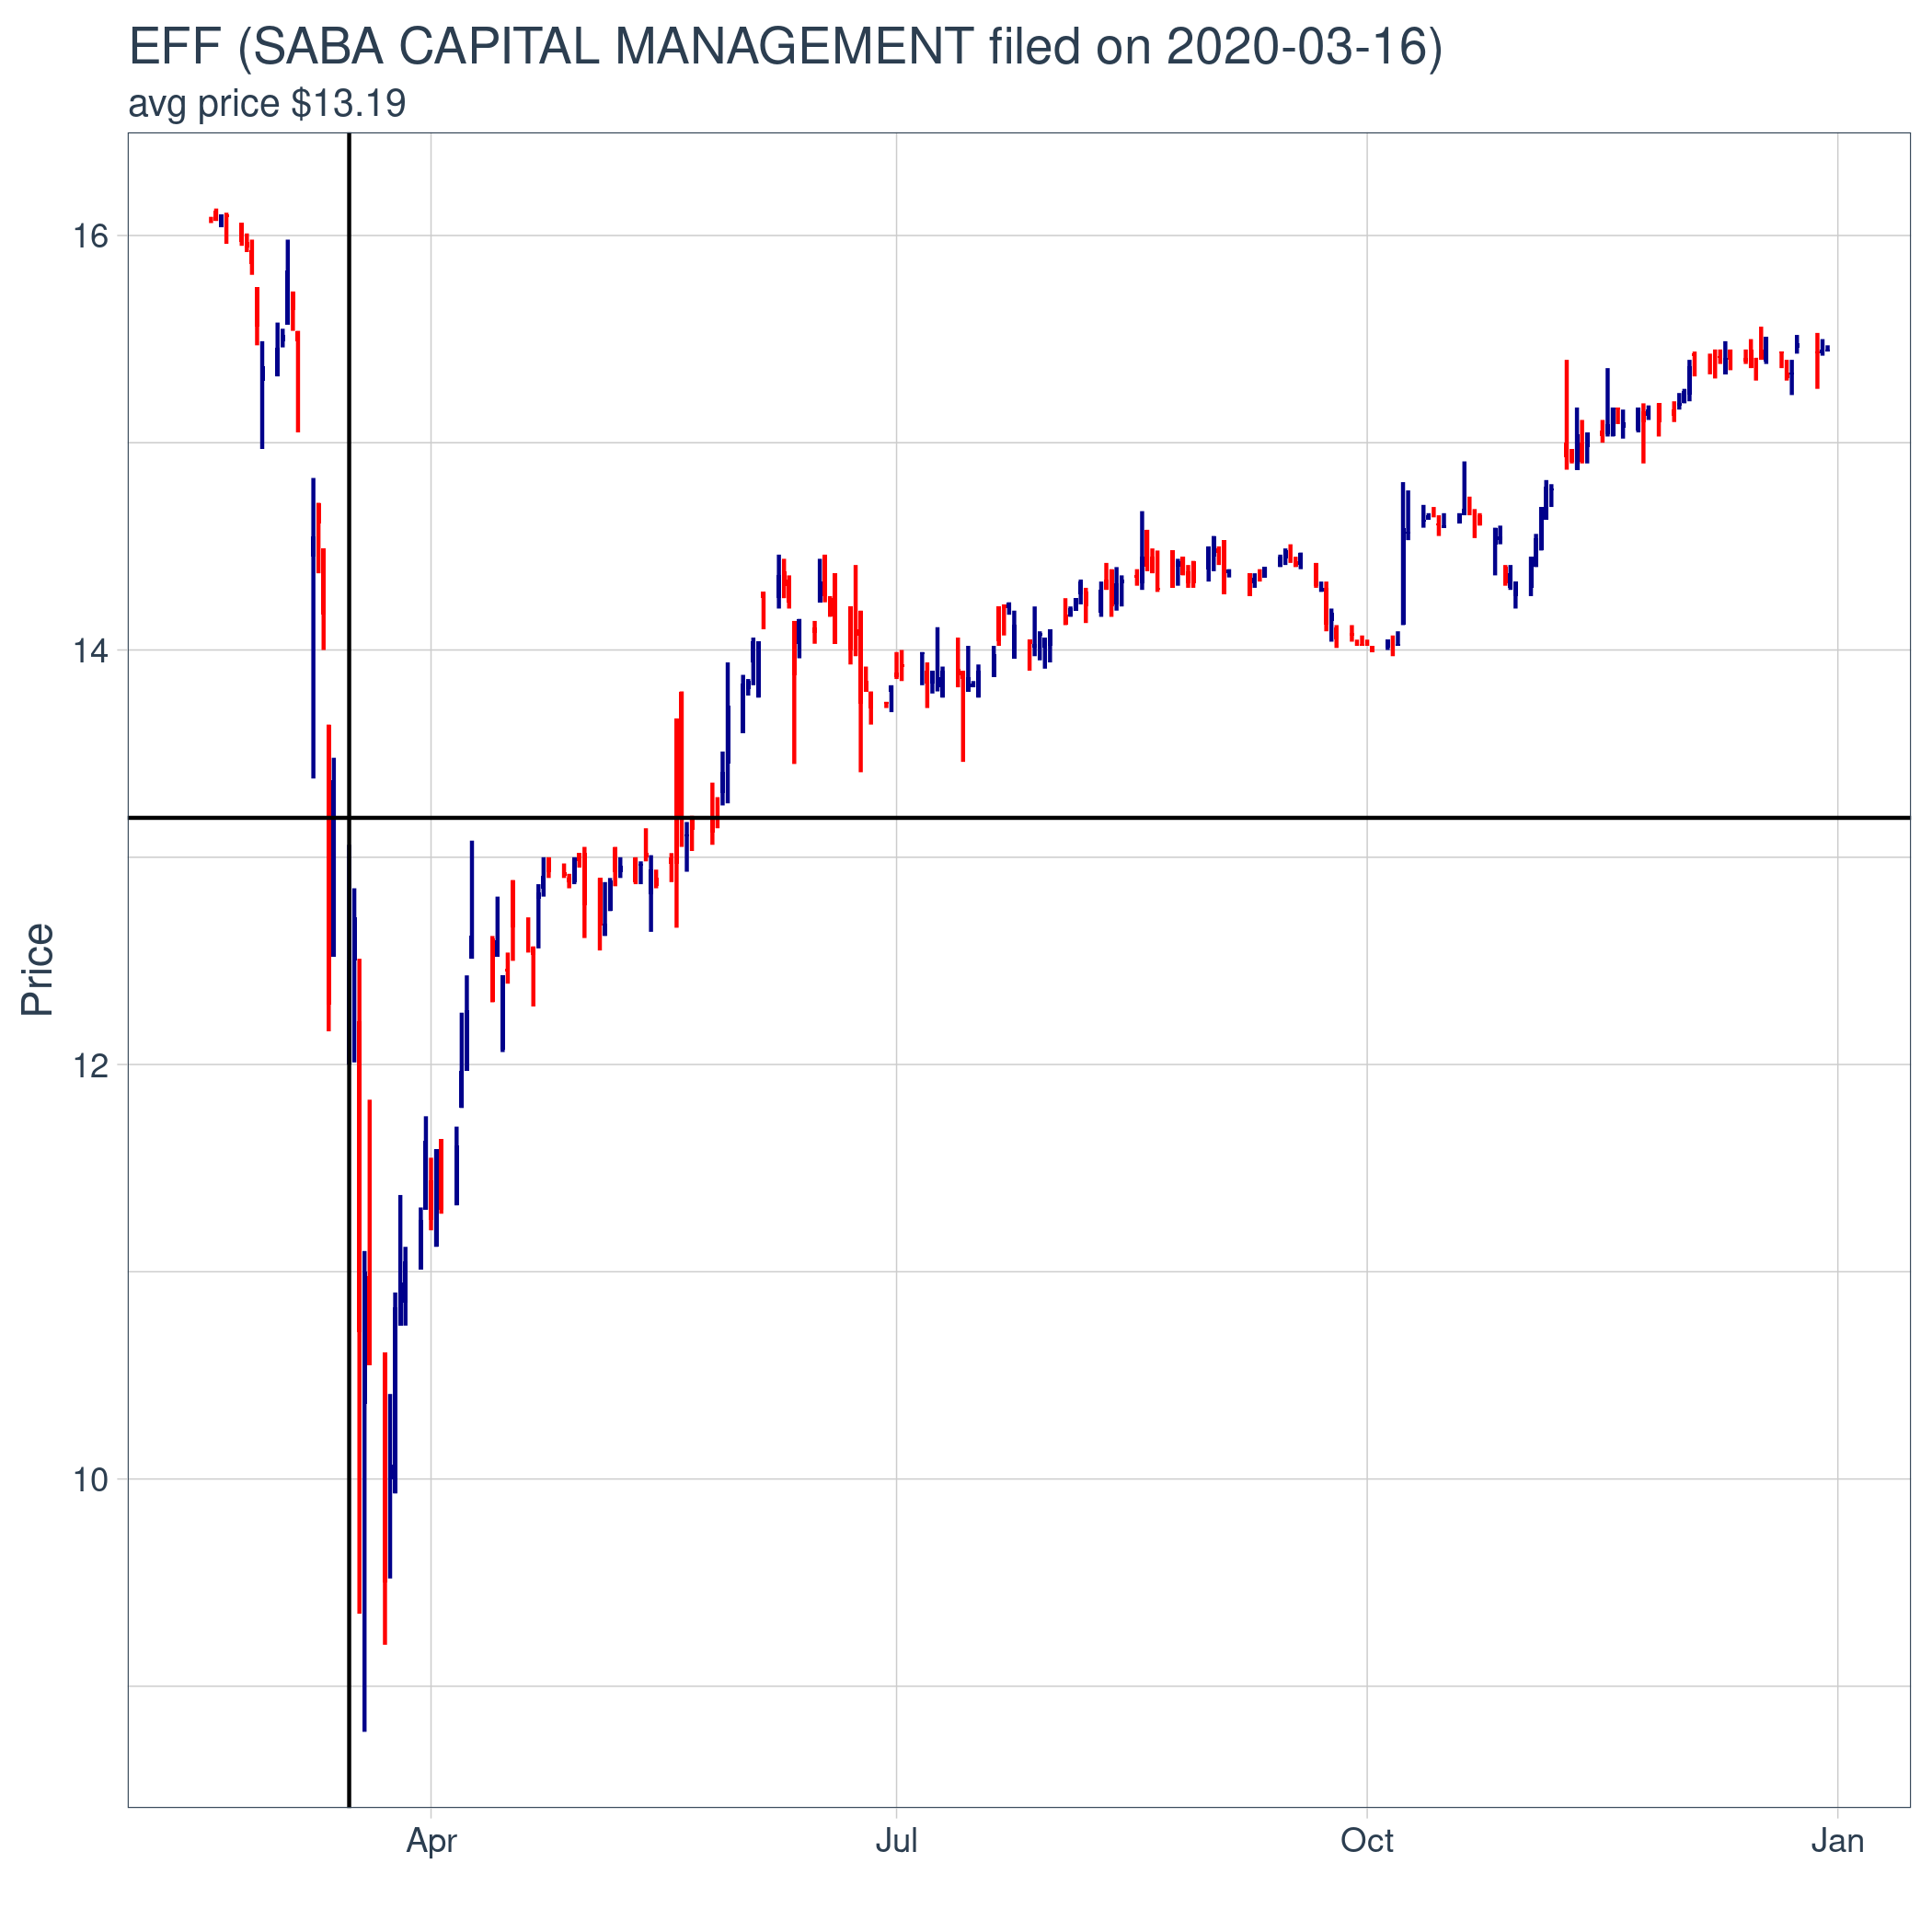 EFF (SABA CAPITAL MANAGEMENT filed on 2020-03-16)
avg price $13.19
16
14
12
10
Price
Apr
Jul
Oct
Jan